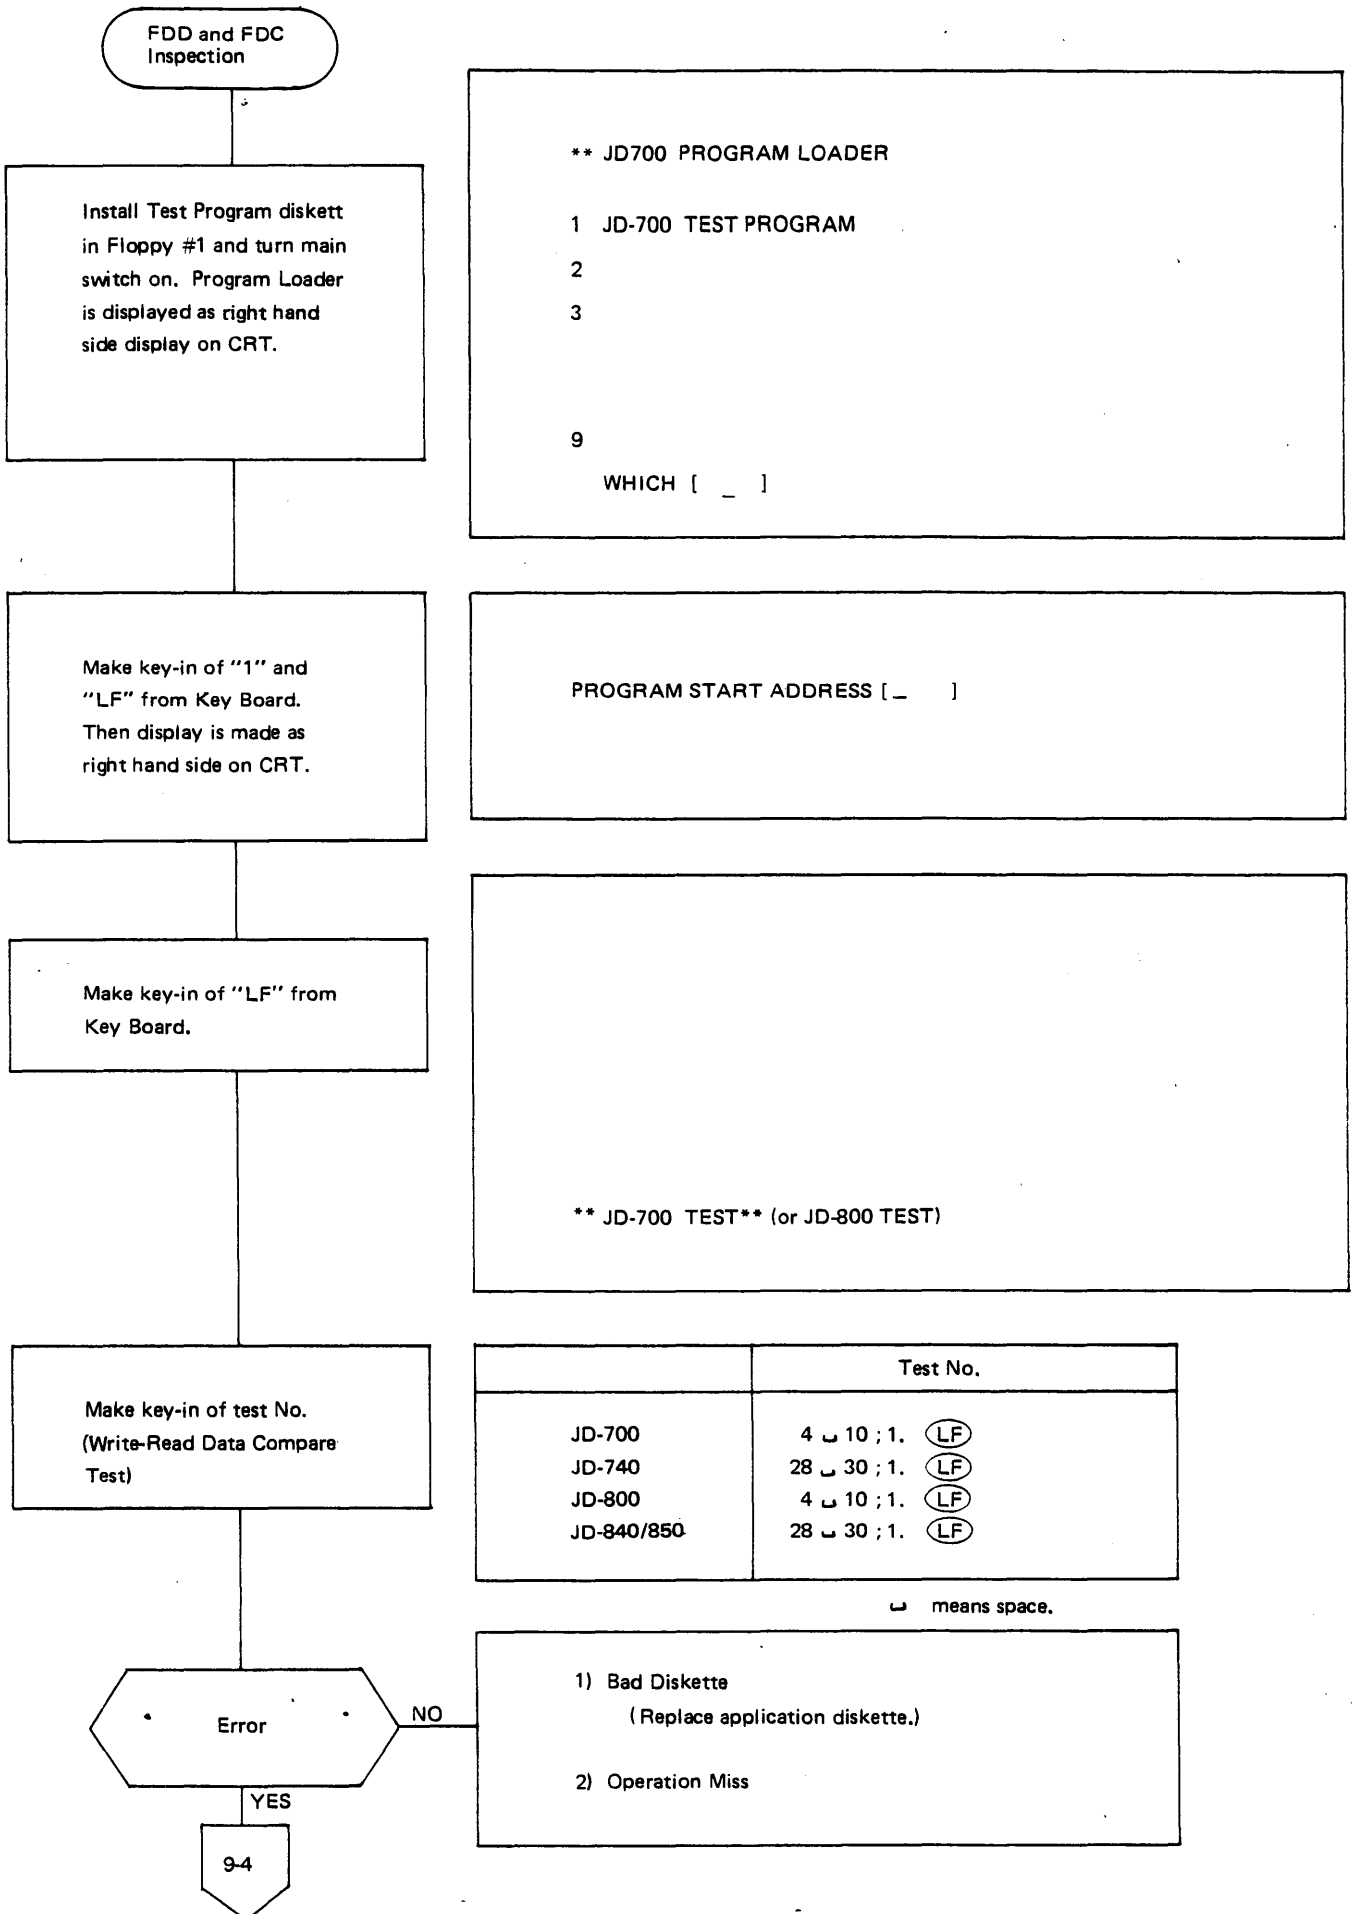 FDD and FDC
Inspection
Install Test Program diskett
in Floppy #1 and turn main
switch on. Program Loader
is displayed as right hand
side display on CRT.
** JD700 PROGRAM LOADER
1 JD-700 TEST PROGRAM
2
3
9
WHICH [ _ ]
Make key-in of "1" and
"LF" from Key Board.
Then display is made as
right hand side on CRT.
PROGRAM START ADDRESS [ _ ]
Make key-in of "LF" from
Key Board.
** JD-700 TEST** (or JD-800 TEST)
Make key-in of test No.
(Write-Read Data Compare
Test)
Test No.
JD-700 4 ⌴ 10 ; 1. LF
JD-740 28 ⌴ 30 ; 1. LF
JD-800 4 ⌴ 10 ; 1. LF
JD-840/850 28 ⌴ 30 ; 1. LF
⌴ means space.
Error
NO
1) Bad Diskette
(Replace application diskette.)
2) Operation Miss
YES
9-4